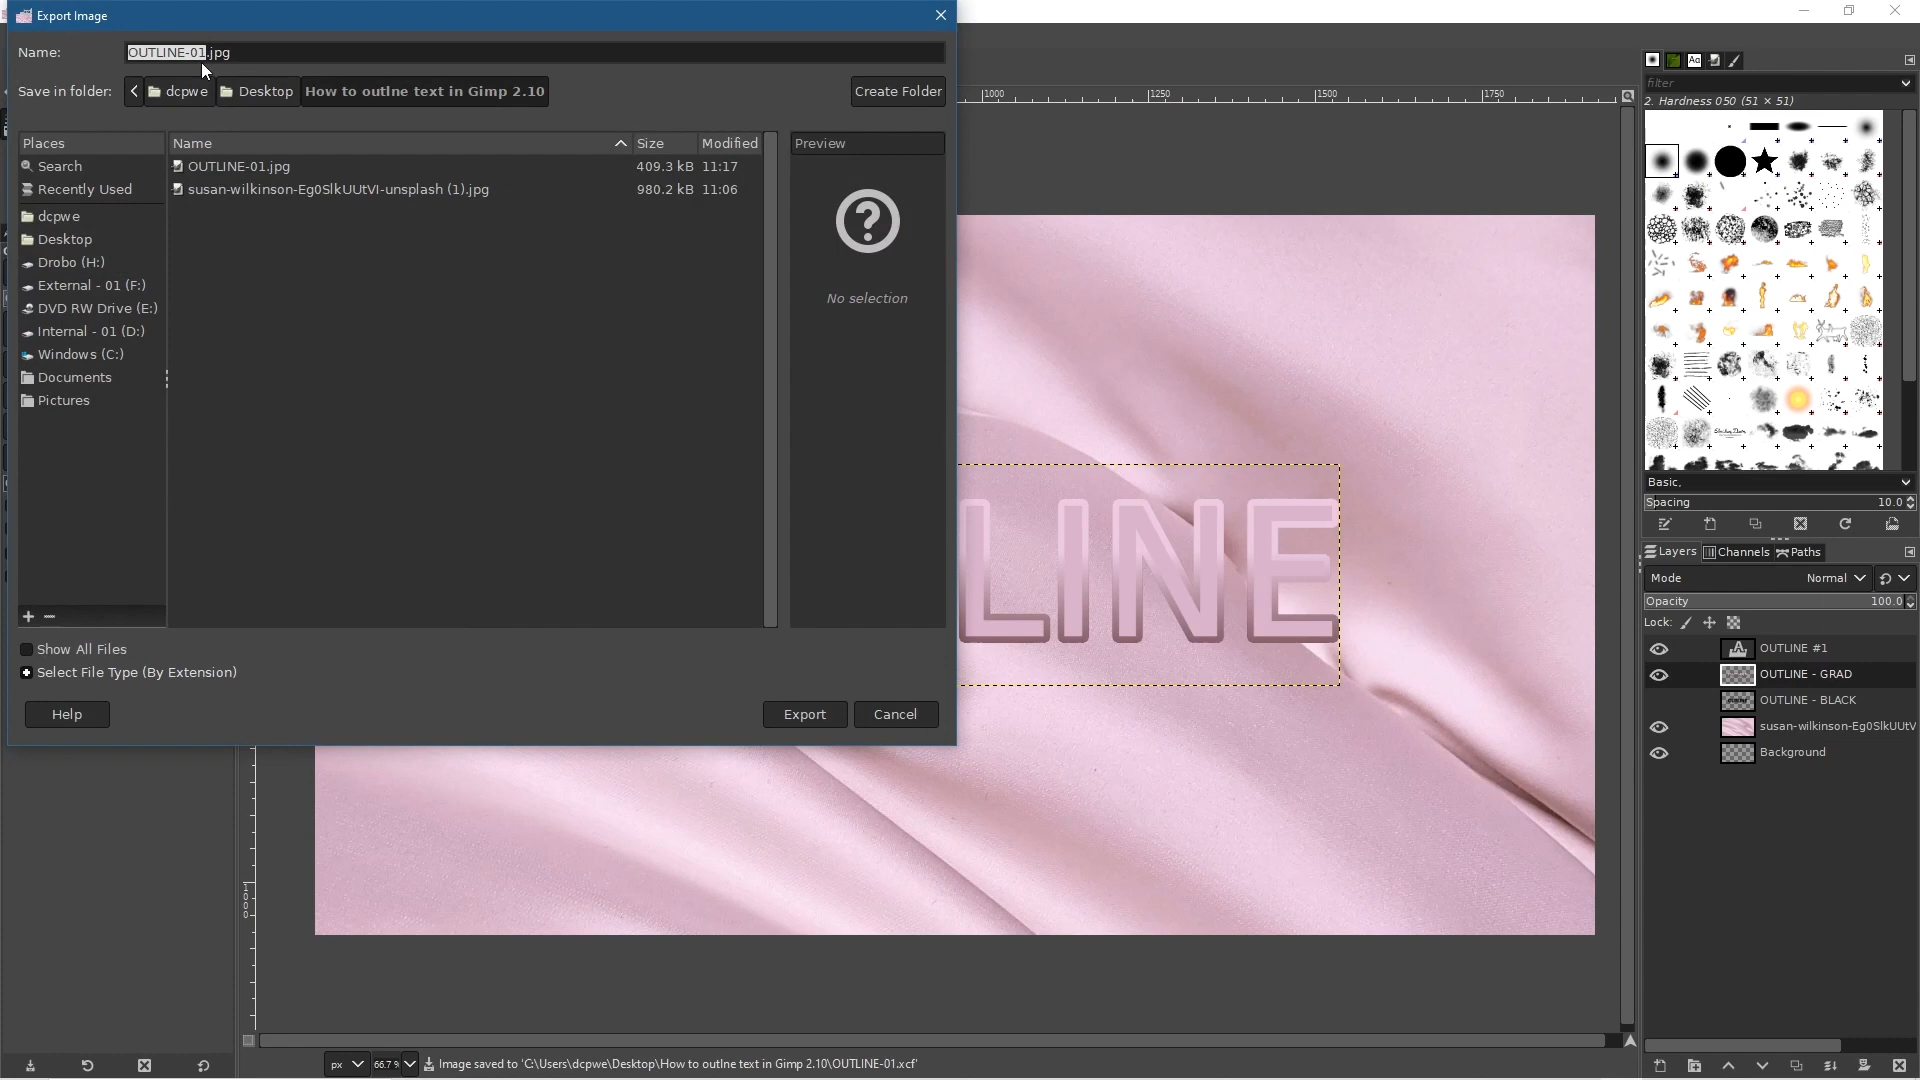 Export Image
Name:
OUTLINE-01.jpg
Save in folder:
dcpwe
Desktop
How to outlne text in Gimp 2.10
Create Folder
Places
Search
Recently Used
dcpwe
Desktop
Drobo (H:)
External - 01 (F:)
DVD RW Drive (E:)
Internal - 01 (D:)
Windows (C:)
Documents
Pictures
Name
Size
Modified
OUTLINE-01.jpg
409.3 kB
11:17
susan-wilkinson-Eg0SlkUUtVI-unsplash (1).jpg
980.2 kB
11:06
Preview
No selection
Show All Files
Select File Type (By Extension)
Help
Export
Cancel
1000
1250
1500
1750
LINE
1000
px
66.7 %
Image saved to 'C:\Users\dcpwe\Desktop\How to outlne text in Gimp 2.10\OUTLINE-01.xcf'
Aa
filter
2. Hardness 050 (51 × 51)
Basic,
Spacing
10.0
Layers
Channels
Paths
Mode
Normal
Opacity
100.0
Lock:
OUTLINE #1
OUTLINE - GRAD
OUTLINE - BLACK
susan-wilkinson-Eg0SlkUUtV
Background